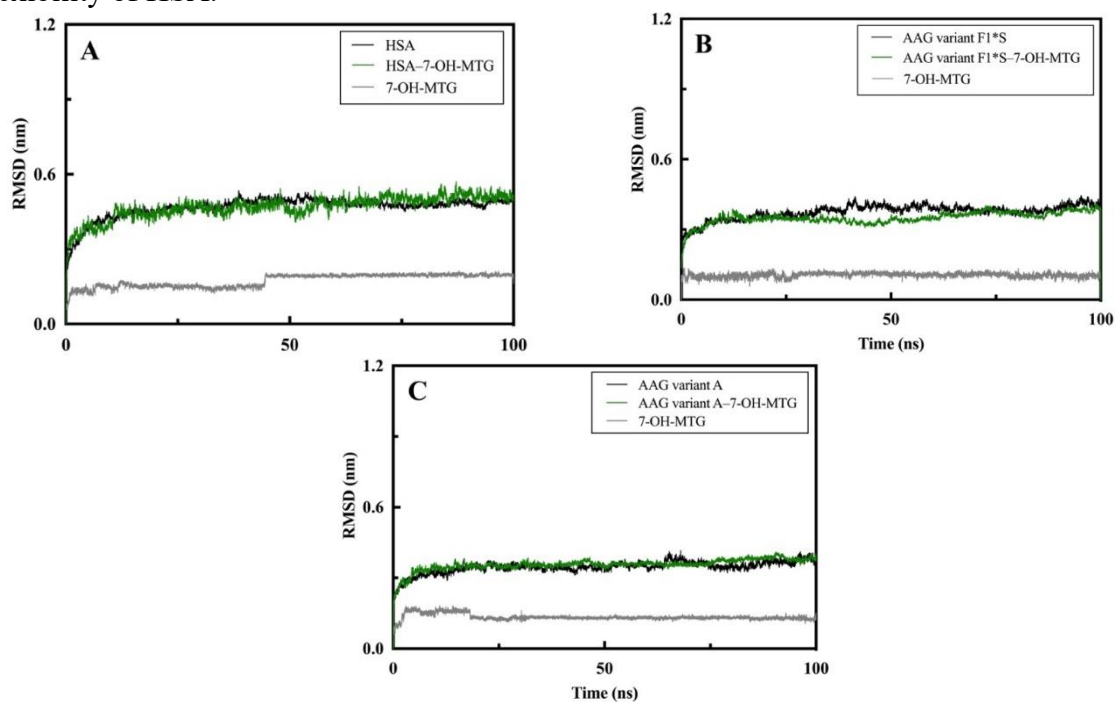 of HSA.
A
HSA
HSA–7-OH-MTG
7-OH-MTG
RMSD (nm)
1.2
0.6
0.0
0
50
100
B
AAG variant F1*S
AAG variant F1*S–7-OH-MTG
7-OH-MTG
RMSD (nm)
1.2
0.6
0.0
0
50
100
Time (ns)
C
AAG variant A
AAG variant A–7-OH-MTG
7-OH-MTG
RMSD (nm)
1.2
0.6
0.0
0
50
100
Time (ns)